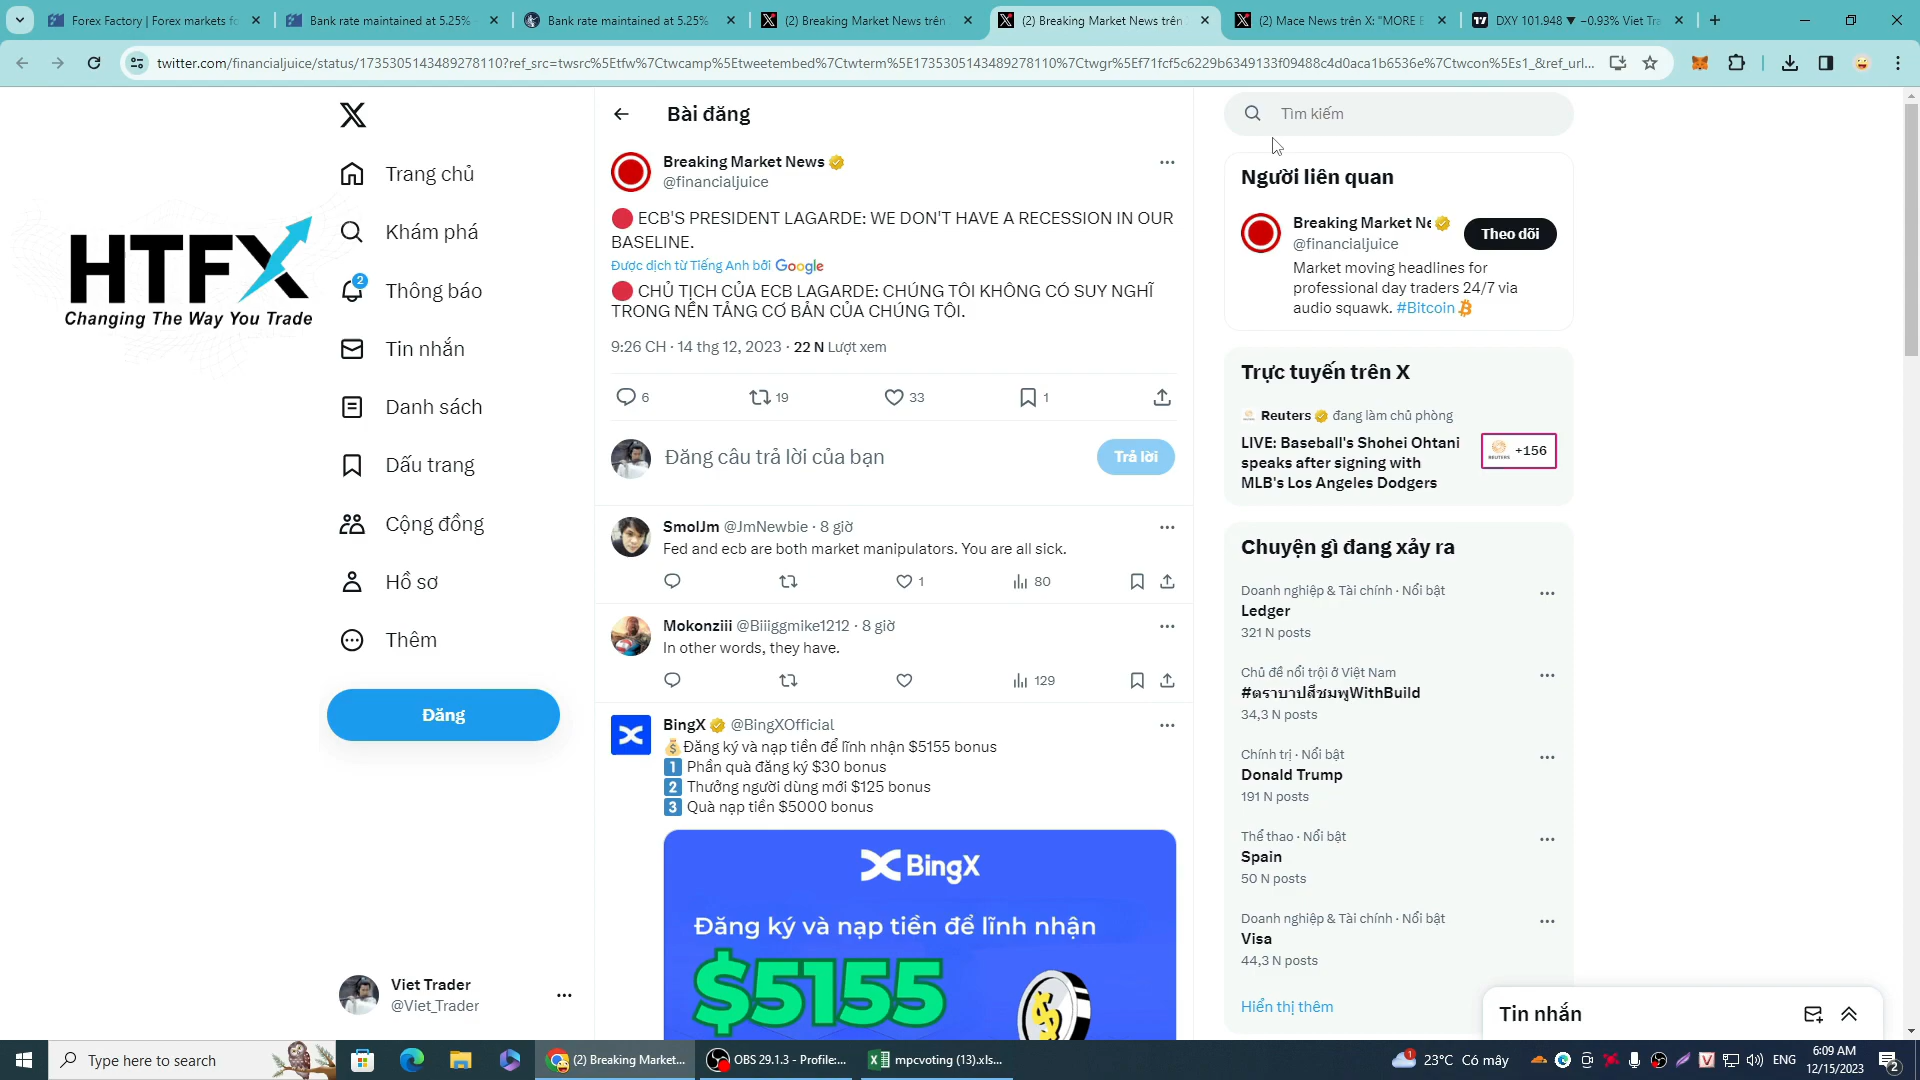 Forex Factory | Forex markets fo
Bank rate maintained at 5.25% -
Bank rate maintained at 5.25%
(2) Breaking Market News trên
(2) Breaking Market News trên
(2) Mace News trên X: "MORE E
DXY 101.948 ▼ −0.93% Viet Tra
twitter.com/financialjuice/status/1735305143489278110?ref_src=twsrc%5Etfw%7Ctwcamp%5Etweetembed%7Ctwterm%5E1735305143489278110%7Ctwgr%5Ef71fcf5c6229b6349133f09488c4d0aca1b6536e%7Ctwcon%5Es1_&ref_url...
HTFX
Changing The Way You Trade
Trang chủ
Khám phá
2
Thông báo
Tin nhắn
Danh sách
Dấu trang
Cộng đồng
Hồ sơ
Thêm
Đăng
Viet Trader
@Viet_Trader
Bài đăng
Breaking Market News
@financialjuice
🔴 ECB'S PRESIDENT LAGARDE: WE DON'T HAVE A RECESSION IN OUR
BASELINE.
Được dịch từ Tiếng Anh bởi Google
🔴 CHỦ TỊCH CỦA ECB LAGARDE: CHÚNG TÔI KHÔNG CÓ SUY NGHĨ
TRONG NỀN TẢNG CƠ BẢN CỦA CHÚNG TÔI.
9:26 CH · 14 thg 12, 2023 · 22 N Lượt xem
6 19 33 1
Đăng câu trả lời của bạn
Trả lời
SmolJm @JmNewbie · 8 giờ
Fed and ecb are both market manipulators. You are all sick.
1 80
Mokonziii @Biiiggmike1212 · 8 giờ
In other words, they have.
129
BingX @BingXOfficial
💰Đăng ký và nạp tiền để lĩnh nhận $5155 bonus
1 Phần quà đăng ký $30 bonus
2 Thưởng người dùng mới $125 bonus
3 Quà nạp tiền $5000 bonus
BingX
Đăng ký và nạp tiền để lĩnh nhận
$5155
Tìm kiếm
Người liên quan
Breaking Market Ne
@financialjuice
Theo dõi
Market moving headlines for
professional day traders 24/7 via
audio squawk. #Bitcoin
Trực tuyến trên X
Reuters đang làm chủ phòng
LIVE: Baseball's Shohei Ohtani
speaks after signing with
MLB's Los Angeles Dodgers
REUTERS +156
Chuyện gì đang xảy ra
Doanh nghiệp & Tài chính · Nổi bật
Ledger
321 N posts
Chủ đề nổi trội ở Việt Nam
#ตราบาปสีชมพูWithBuild
34,3 N posts
Chính trị · Nổi bật
Donald Trump
191 N posts
Thể thao · Nổi bật
Spain
50 N posts
Doanh nghiệp & Tài chính · Nổi bật
Visa
44,3 N posts
Hiển thị thêm
Tin nhắn
Type here to search
(2) Breaking Market...
OBS 29.1.3 - Profile:...
mpcvoting (13).xls...
1
23°C Có mây
ENG
6:09 AM
12/15/2023
2